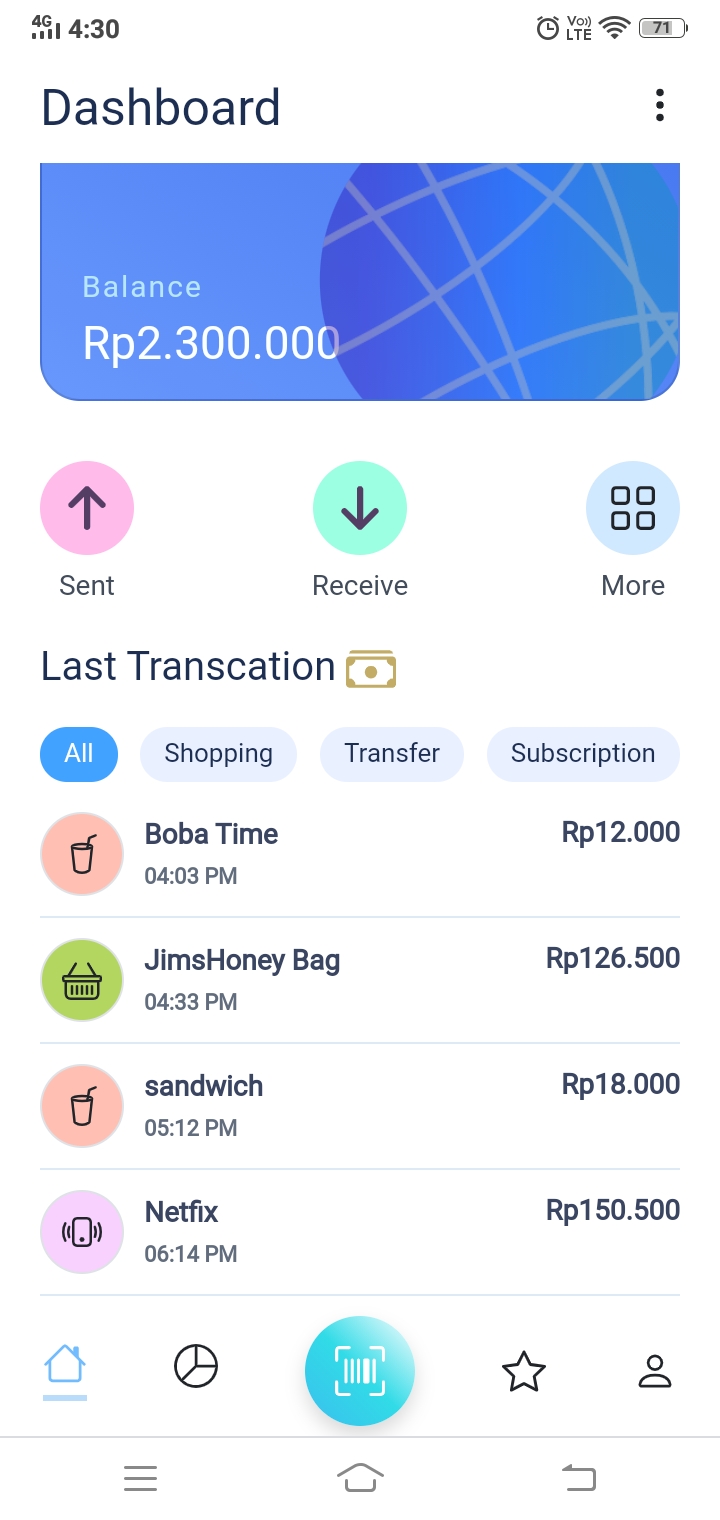 4G 4:30 Vo)) LTE 71
Dashboard
Balance
Rp2.300.000
Sent Receive More
Last Transcation
All Shopping Transfer Subscription
Boba Time Rp12.000
04:03 PM
JimsHoney Bag Rp126.500
04:33 PM
sandwich Rp18.000
05:12 PM
Netfix Rp150.500
06:14 PM